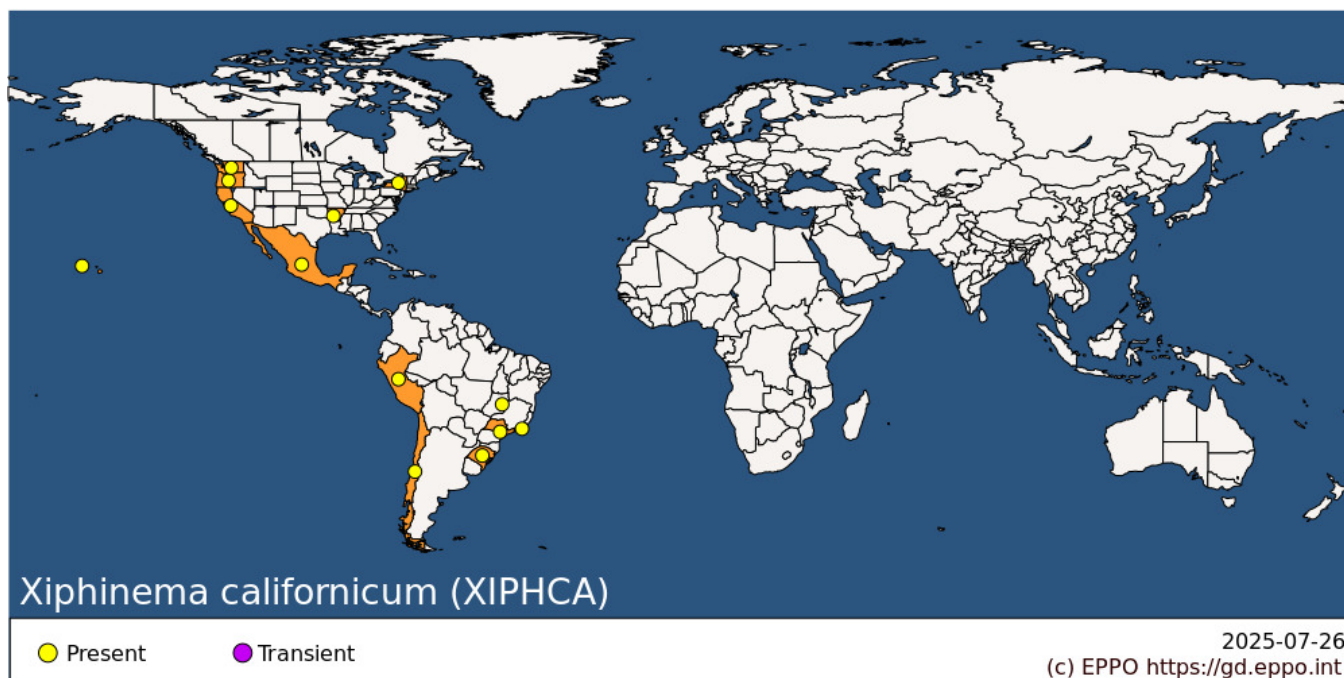 Xiphinema californicum (XIPHCA)
Present
Transient
2025-07-26
(c) EPPO https://gd.eppo.int